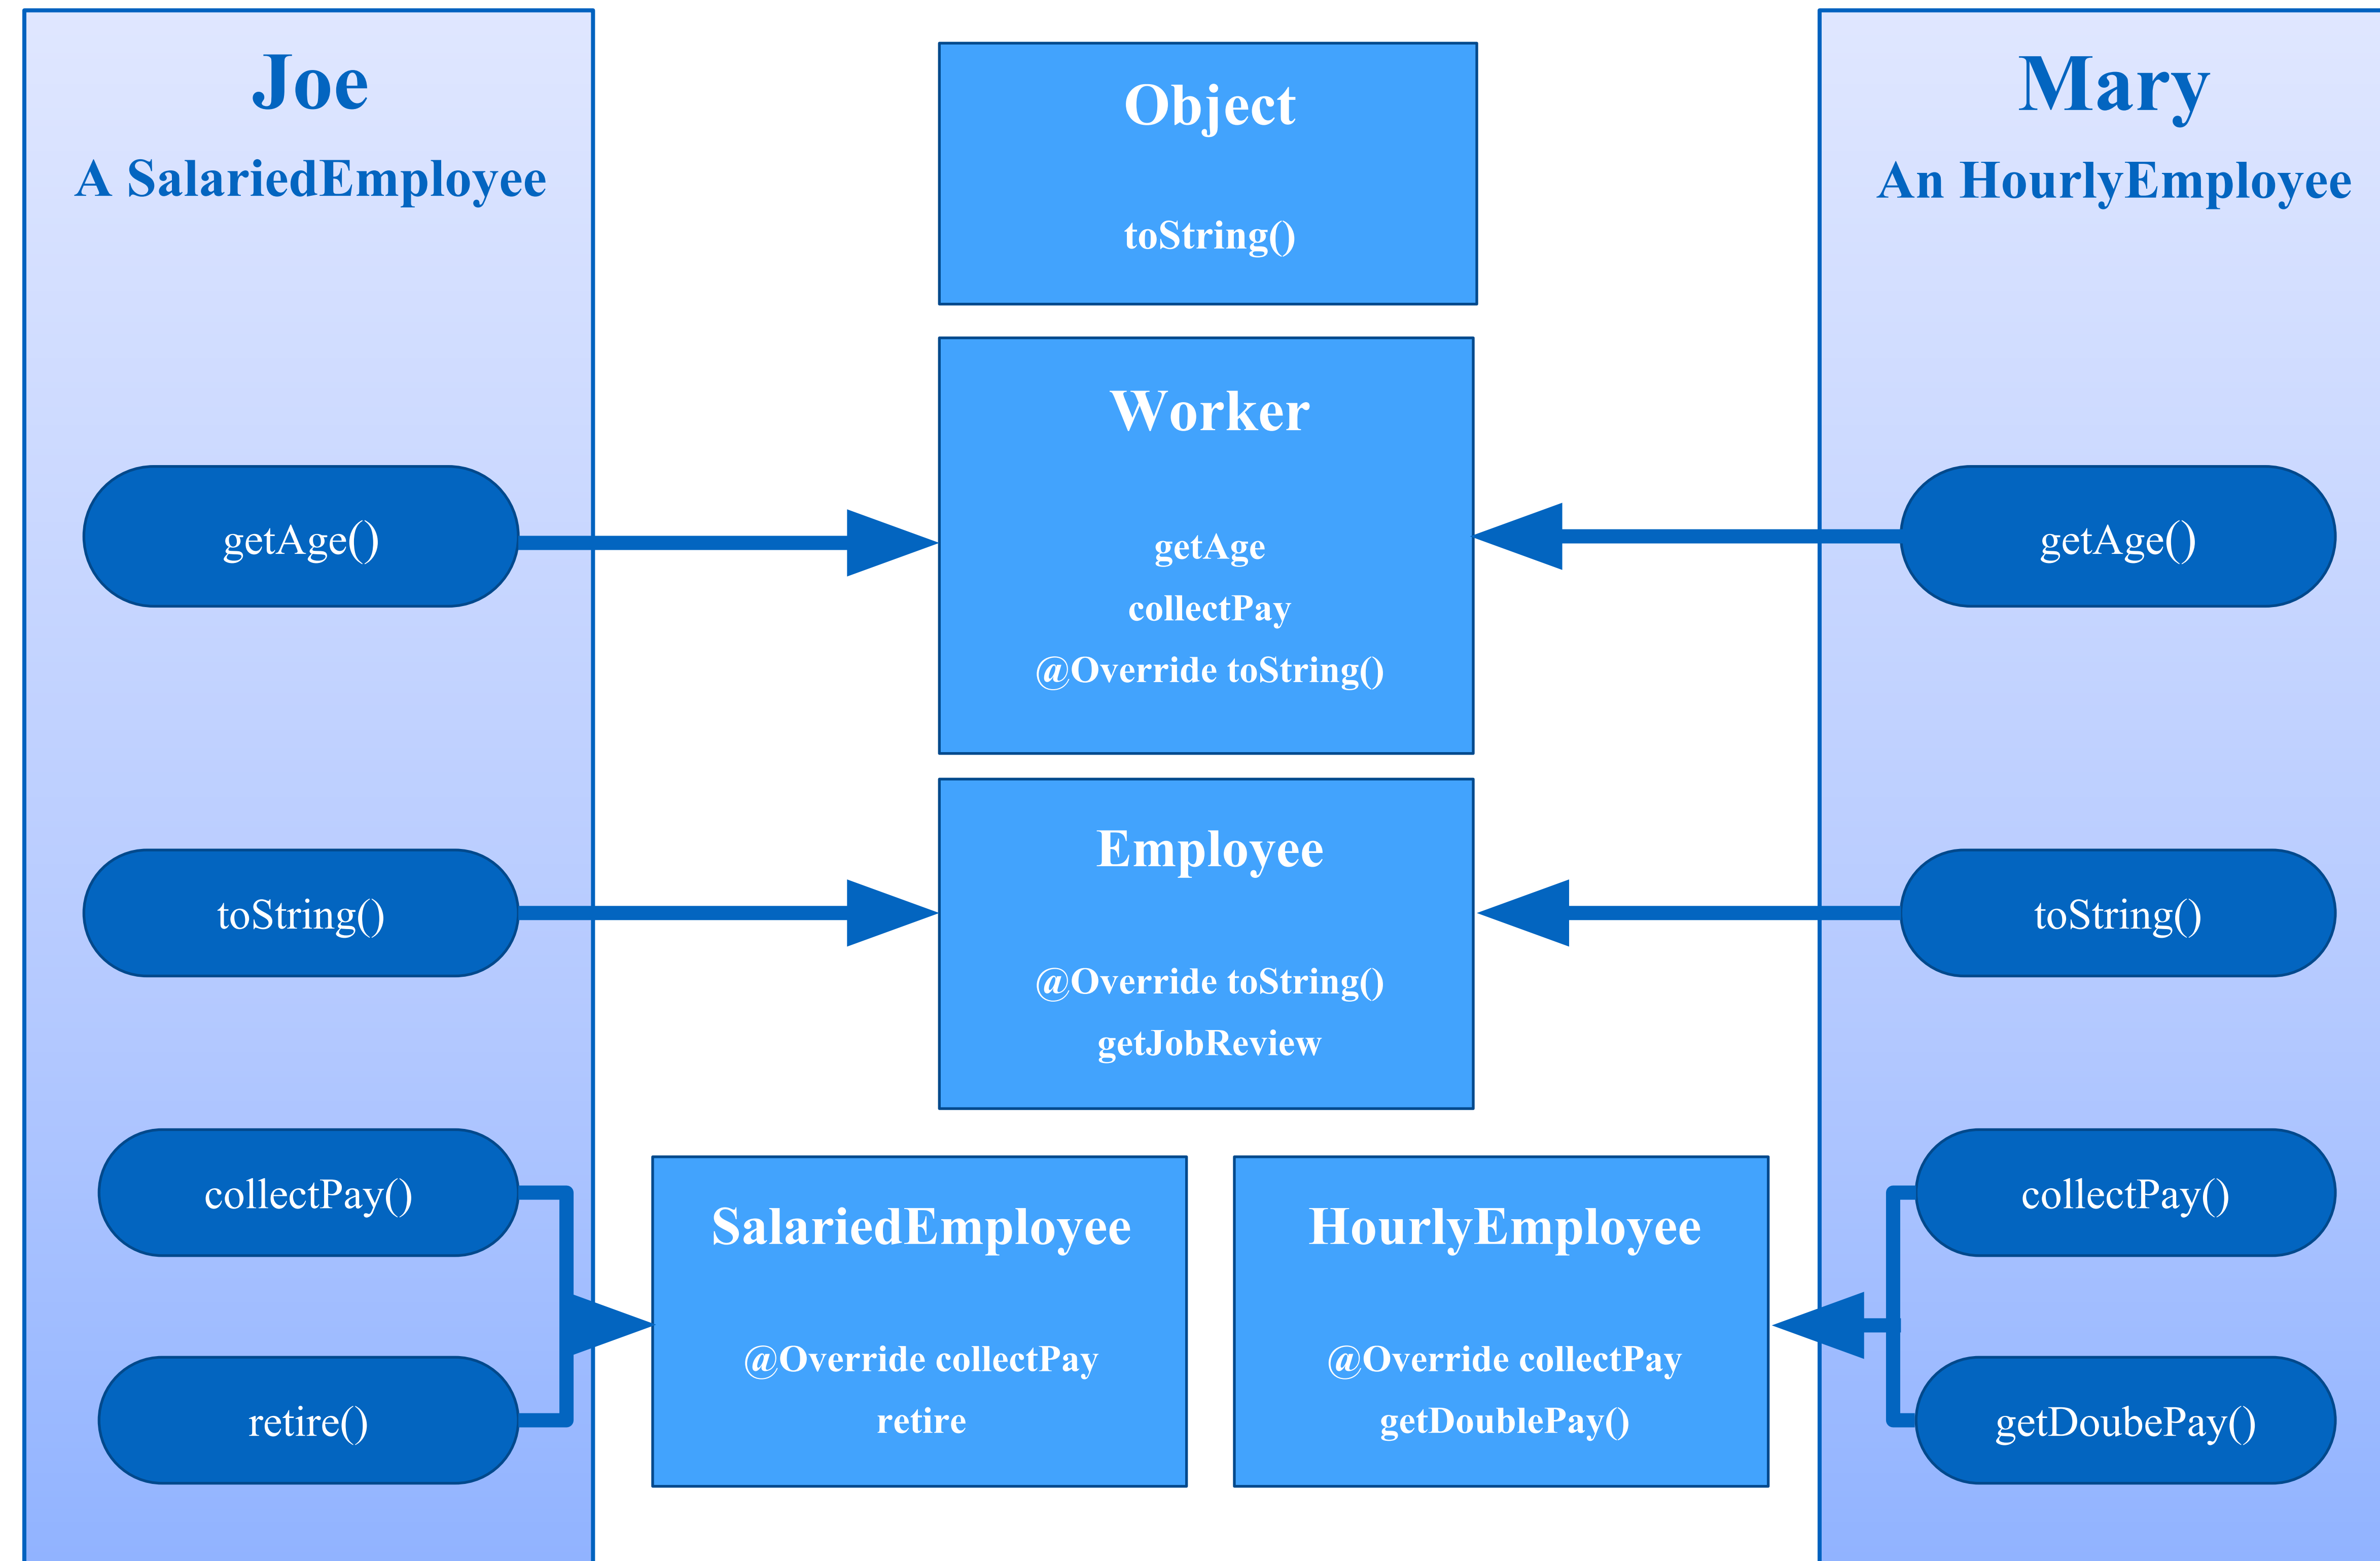 Joe
A SalariedEmployee
getAge()
toString()
collectPay()
retire()
Object
toString()
Worker
getAge
collectPay
@Override toString()
Employee
@Override toString()
getJobReview
SalariedEmployee
@Override collectPay
retire
HourlyEmployee
@Override collectPay
getDoublePay()
Mary
An HourlyEmployee
getAge()
toString()
collectPay()
getDoubePay()